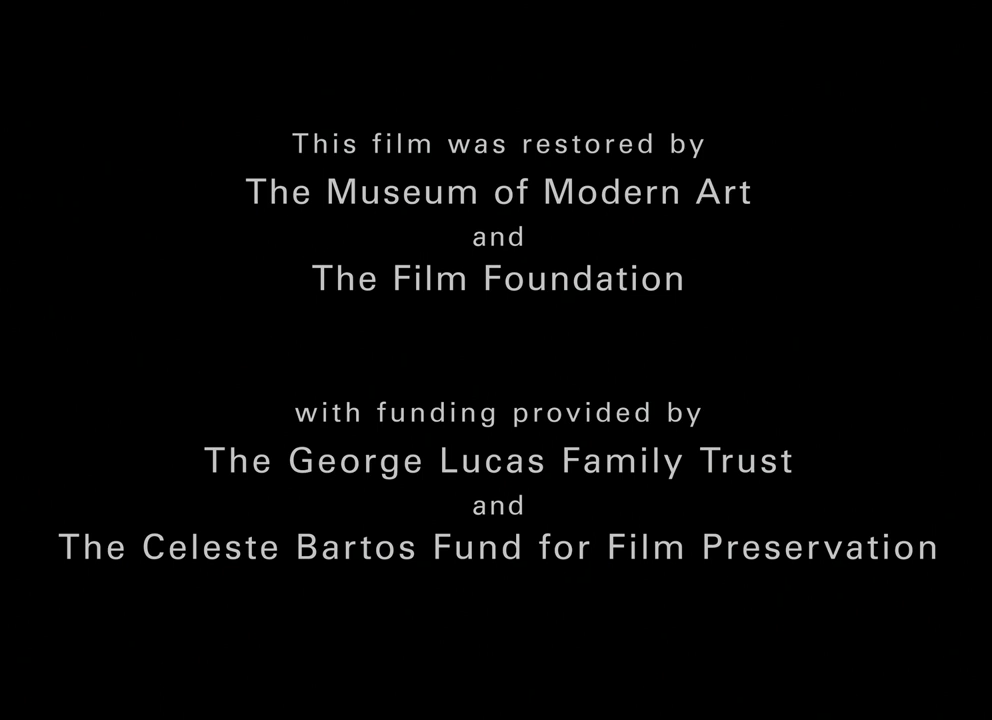 This film was restored by
The Museum of Modern Art
and
The Film Foundation
with funding provided by
The George Lucas Family Trust
and
The Celeste Bartos Fund for Film Preservation